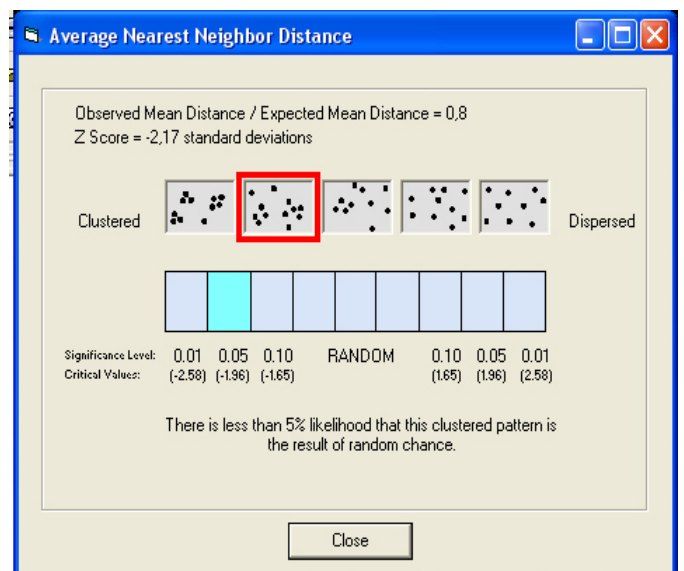 Average Nearest Neighbor Distance
Observed Mean Distance / Expected Mean Distance = 0,8
Z Score = -2,17 standard deviations
Clustered
Dispersed
Significance Level: 0.01 0.05 0.10 RANDOM 0.10 0.05 0.01
Critical Values: (-2.58) (-1.96) (-1.65) (1.65) (1.96) (2.58)
There is less than 5% likelihood that this clustered pattern is
the result of random chance.
Close